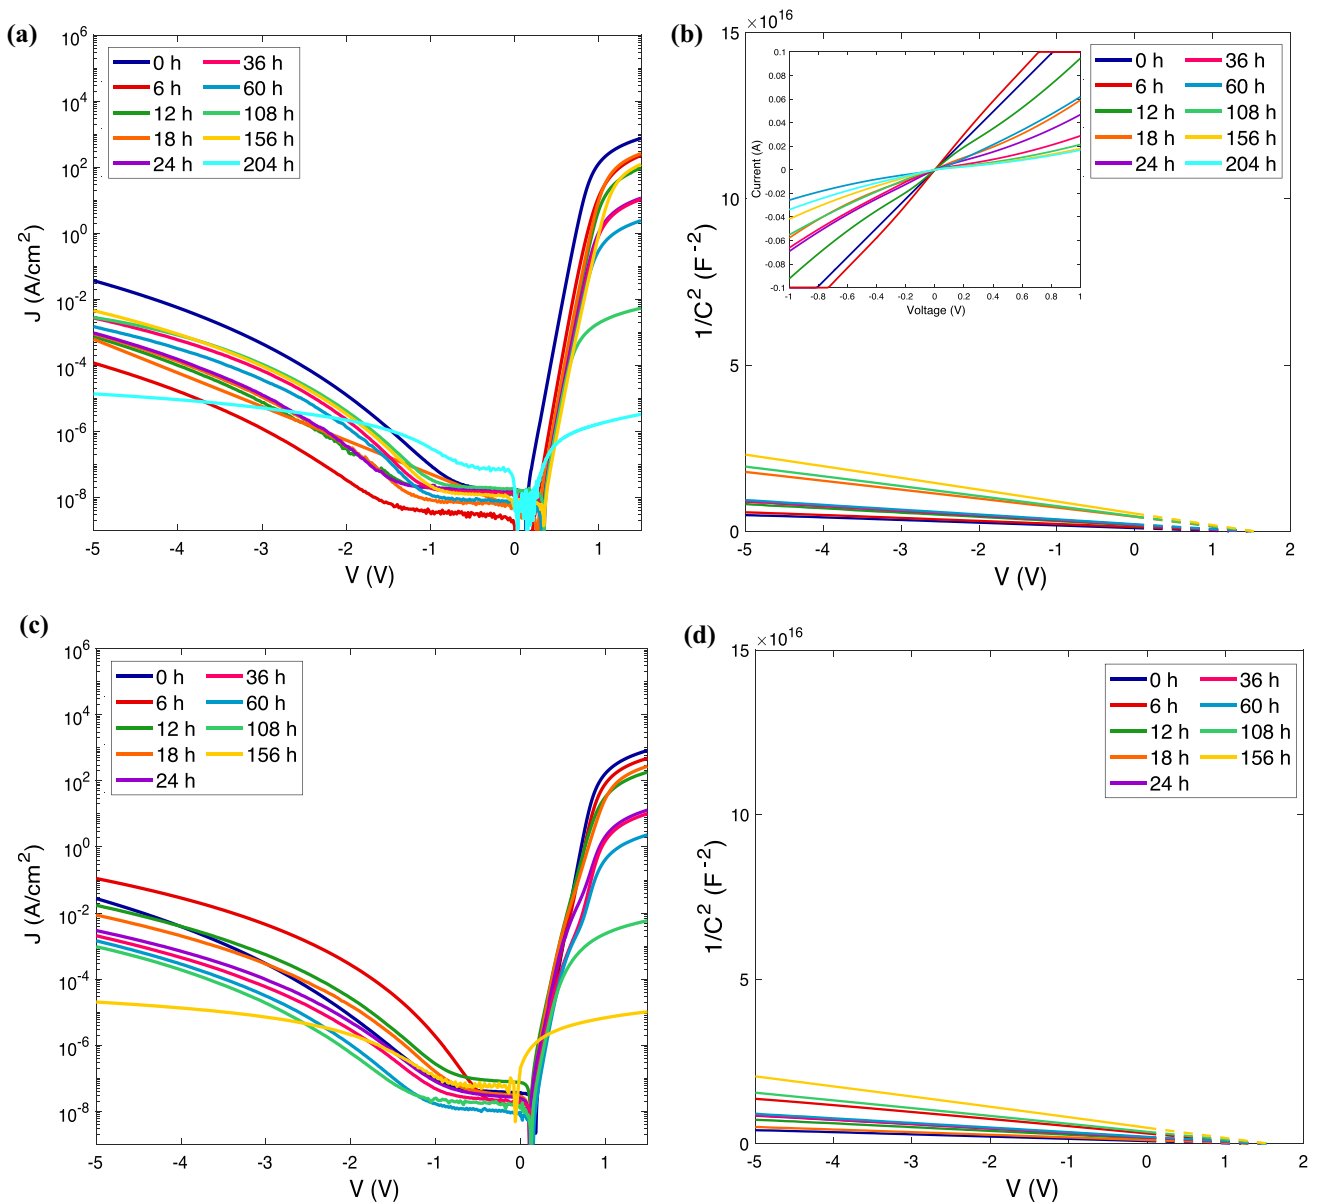 (a)
10^6
10^4
10^2
10^0
10^-2
10^-4
10^-6
10^-8
J (A/cm^2)
0 h 36 h
6 h 60 h
12 h 108 h
18 h 156 h
24 h 204 h
-5 -4 -3 -2 -1 0 1
V (V)
(b)
×10^16
15
10
5
0
1/C^2 (F^-2)
0.1
0.08
0.06
0.04
0.02
0
-0.02
-0.04
-0.06
-0.08
-0.1
Current (A)
-1 -0.8 -0.6 -0.4 -0.2 0 0.2 0.4 0.6 0.8 1
Voltage (V)
0 h 36 h
6 h 60 h
12 h 108 h
18 h 156 h
24 h 204 h
-5 -4 -3 -2 -1 0 1 2
V (V)
(c)
10^6
10^4
10^2
10^0
10^-2
10^-4
10^-6
10^-8
J (A/cm^2)
0 h 36 h
6 h 60 h
12 h 108 h
18 h 156 h
24 h
-5 -4 -3 -2 -1 0 1
V (V)
(d)
×10^16
15
10
5
0
1/C^2 (F^-2)
0 h 36 h
6 h 60 h
12 h 108 h
18 h 156 h
24 h
-5 -4 -3 -2 -1 0 1 2
V (V)